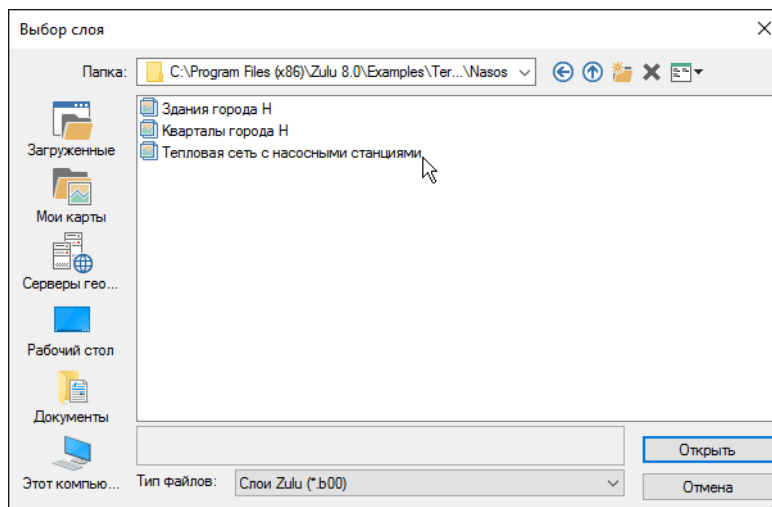 Выбор слоя
Папка:
C:\Program Files (x86)\Zulu 8.0\Examples\Ter...\Nasos
Загруженные
Мои карты
Серверы гео...
Рабочий стол
Документы
Этот компью...
Здания города Н
Кварталы города Н
Тепловая сеть с насосными станциями
Открыть
Тип файлов:
Слои Zulu (*.b00)
Отмена